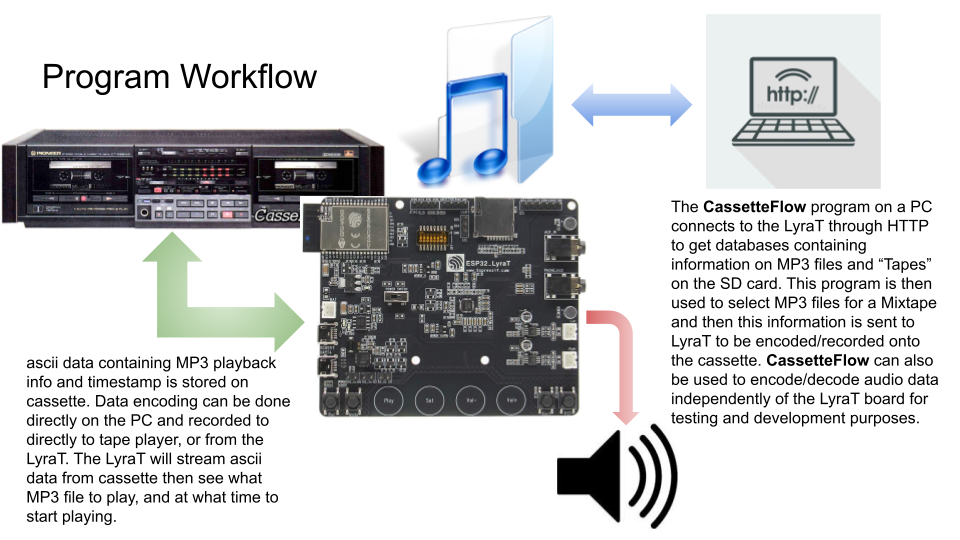 Program Workflow
http://
PIONEER
Casse
ESP32-LyraT
www.espressif.com
Play
Set
Vol-
Vol+
The CassetteFlow program on a PC
connects to the LyraT through HTTP
to get databases containing
information on MP3 files and “Tapes”
on the SD card. This program is then
used to select MP3 files for a Mixtape
and then this information is sent to
LyraT to be encoded/recorded onto
the cassette. CassetteFlow can also
be used to encode/decode audio data
independently of the LyraT board for
testing and development purposes.
ascii data containing MP3 playback
info and timestamp is stored on
cassette. Data encoding can be done
directly on the PC and recorded to
directly to tape player, or from the
LyraT. The LyraT will stream ascii
data from cassette then see what
MP3 file to play, and at what time to
start playing.